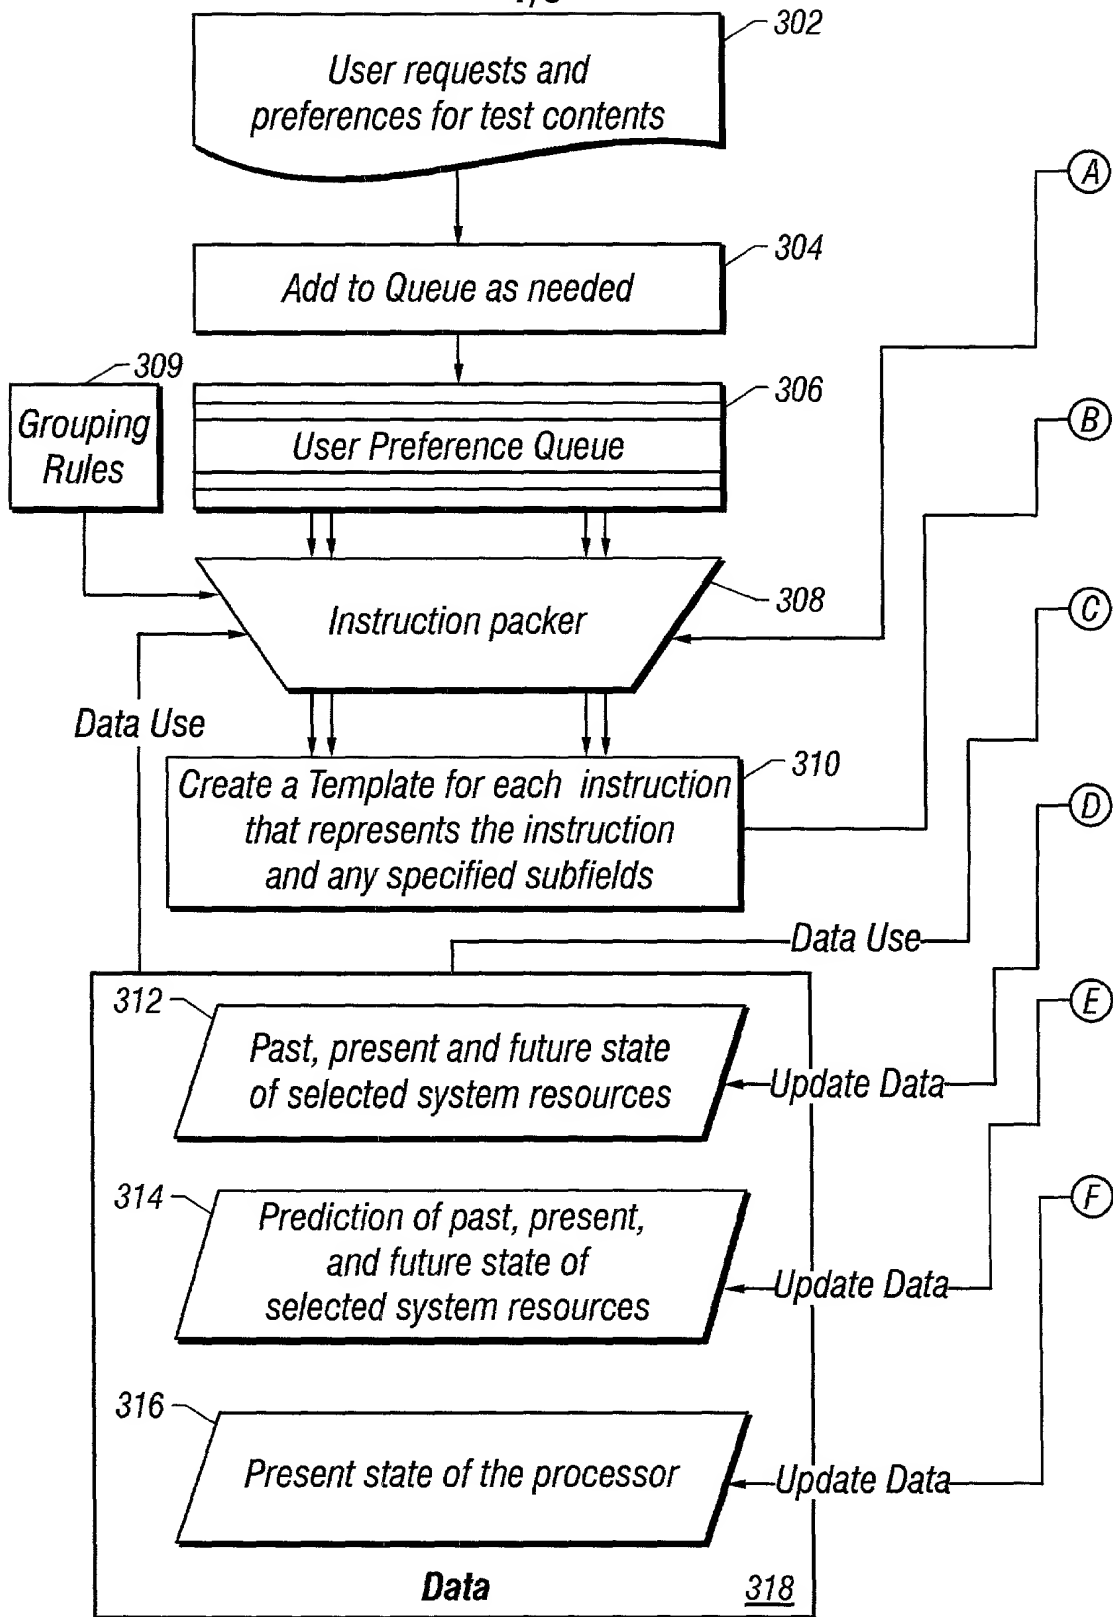 302
User requests and
preferences for test contents
A
304
Add to Queue as needed
309
Grouping
Rules
306
User Preference Queue
B
308
Instruction packer
C
Data Use
310
Create a Template for each instruction
that represents the instruction
and any specified subfields
D
Data Use
312
Past, present and future state
of selected system resources
E
Update Data
314
Prediction of past, present,
and future state of
selected system resources
F
Update Data
316
Present state of the processor
Update Data
Data
318